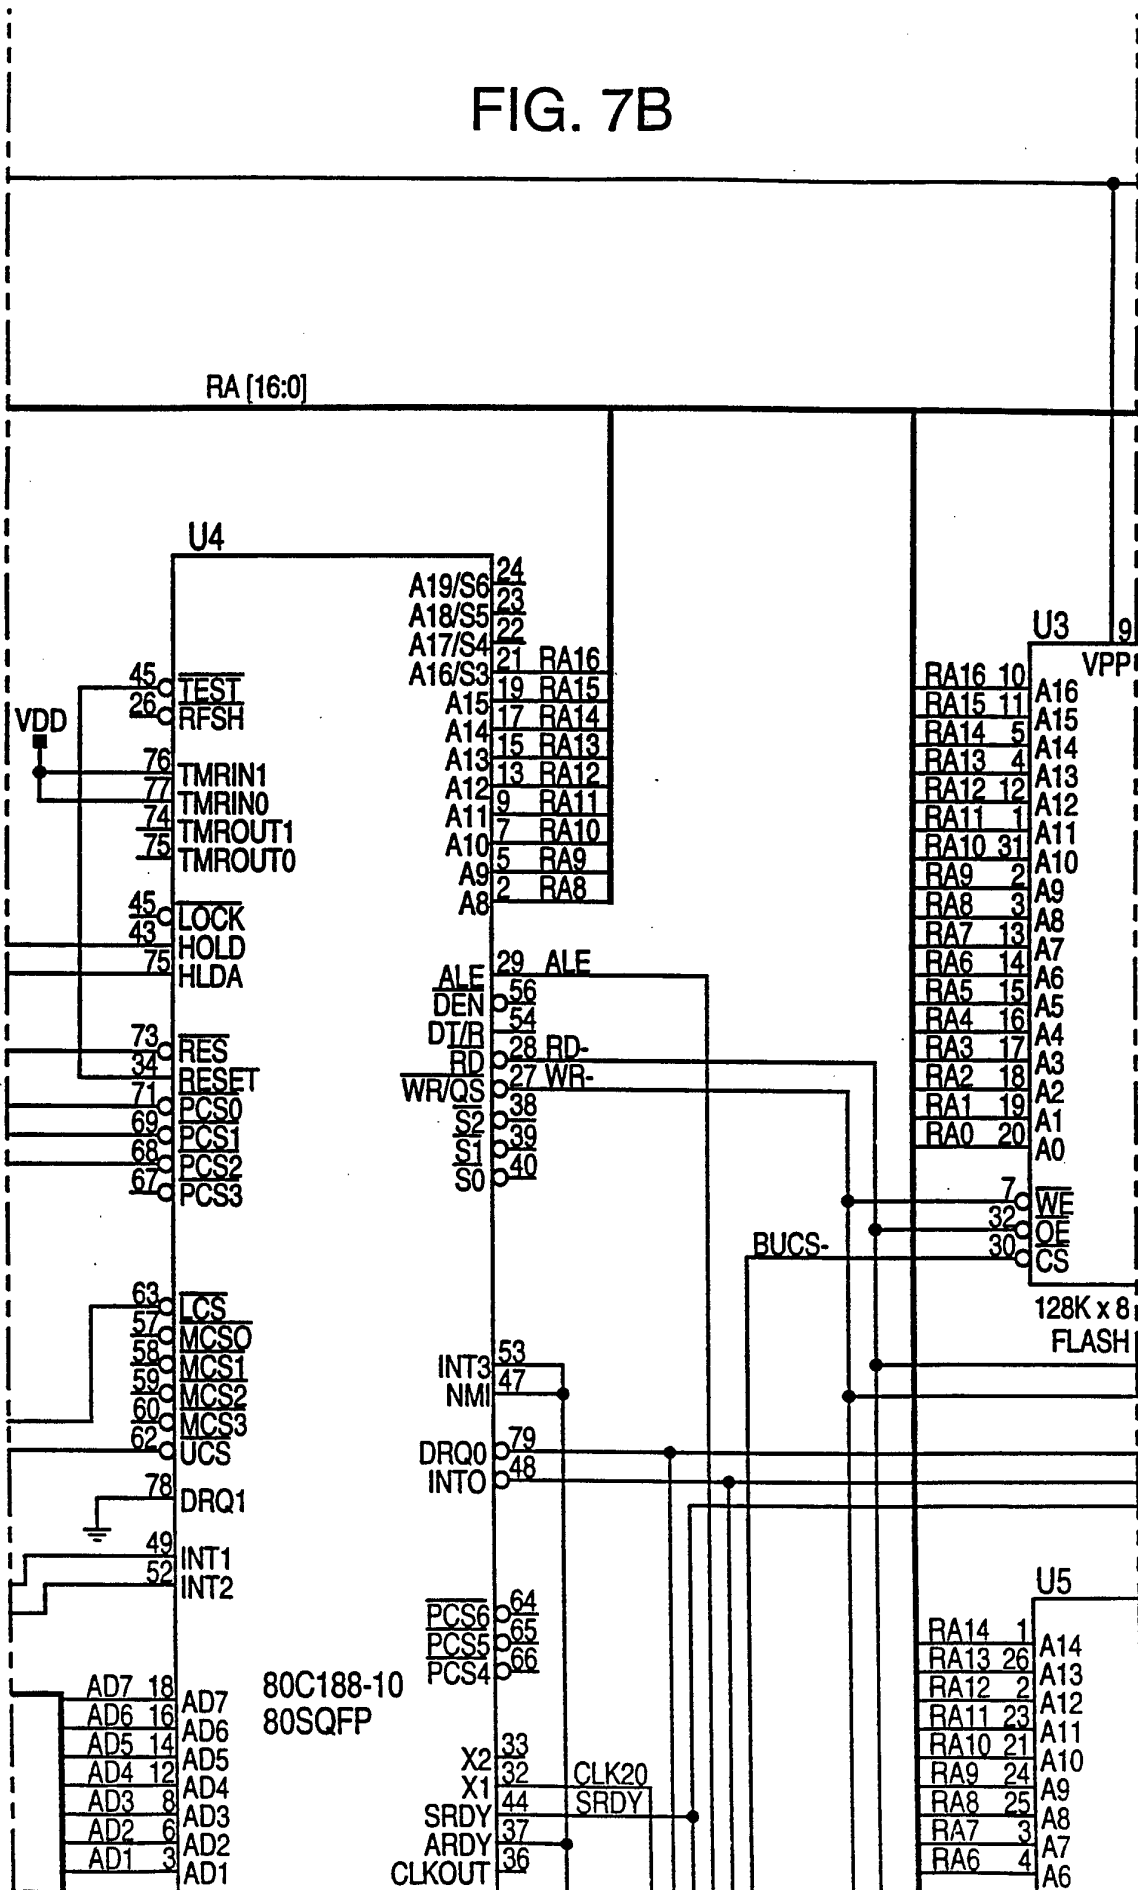 FIG. 7B
RA [16:0]
U4
A19/S6 24
A18/S5 23
A17/S4 22
A16/S3 21 RA16
A15 19 RA15
A14 17 RA14
A13 15 RA13
A12 13 RA12
A11 9 RA11
A10 7 RA10
A9 5 RA9
A8 2 RA8
VDD
45 TEST
26 RFSH
76 TMRIN1
77 TMRIN0
74 TMROUT1
75 TMROUT0
45 LOCK
43 HOLD
75 HLDA
ALE 29 ALE
DEN 56
DT/R 54
RD 28 RD-
WR/QS 27 WR-
S2 38
S1 39
S0 40
73 RES
34 RESET
71 PCS0
69 PCS1
68 PCS2
67 PCS3
63 LCS
57 MCSO
58 MCS1
59 MCS2
60 MCS3
62 UCS
78 DRQ1
49 INT1
52 INT2
INT3 53
NMI 47
DRQ0 79
INTO 48
PCS6 64
PCS5 65
PCS4 66
80C188-10
80SQFP
AD7 18 AD7
AD6 16 AD6
AD5 14 AD5
AD4 12 AD4
AD3 8 AD3
AD2 6 AD2
AD1 3 AD1
X2 33
X1 32 CLK20
SRDY 44 SRDY
ARDY 37
CLKOUT 36
U3 9
VPP
RA16 10 A16
RA15 11 A15
RA14 5 A14
RA13 4 A13
RA12 12 A12
RA11 1 A11
RA10 31 A10
RA9 2 A9
RA8 3 A8
RA7 13 A7
RA6 14 A6
RA5 15 A5
RA4 16 A4
RA3 17 A3
RA2 18 A2
RA1 19 A1
RA0 20 A0
7 WE
32 OE
BUCS- 30 CS
128K x 8
FLASH
U5
RA14 1 A14
RA13 26 A13
RA12 2 A12
RA11 23 A11
RA10 21 A10
RA9 24 A9
RA8 25 A8
RA7 3 A7
RA6 4 A6